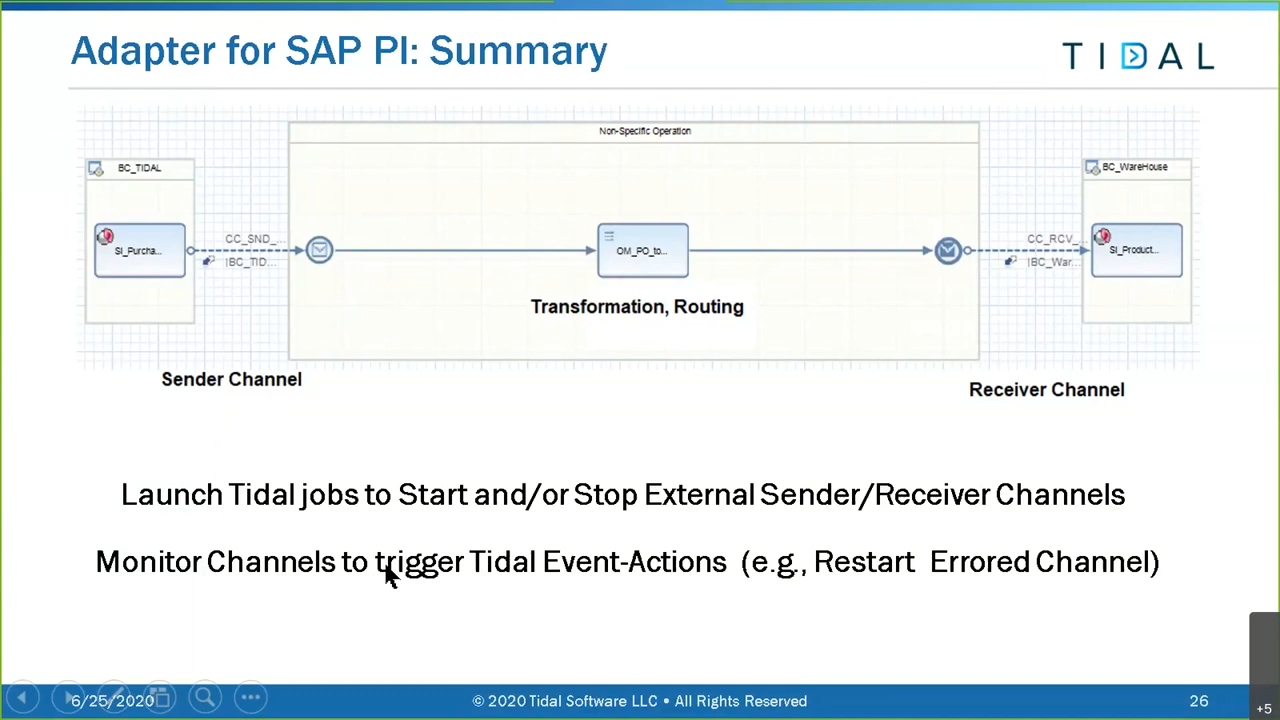 Adapter for SAP PI: Summary
TIDAL
Non-Specific Operation
BC_TIDAL
BC_WareHouse
SI_Purcha...
CC_SND_...
|BC_TID...
OM_PO_to...
CC_RCV_...
|BC_War...
SI_Product...
Transformation, Routing
Sender Channel
Receiver Channel
Launch Tidal jobs to Start and/or Stop External Sender/Receiver Channels
Monitor Channels to trigger Tidal Event-Actions (e.g., Restart Errored Channel)
6/25/2020
© 2020 Tidal Software LLC • All Rights Reserved
26
+5